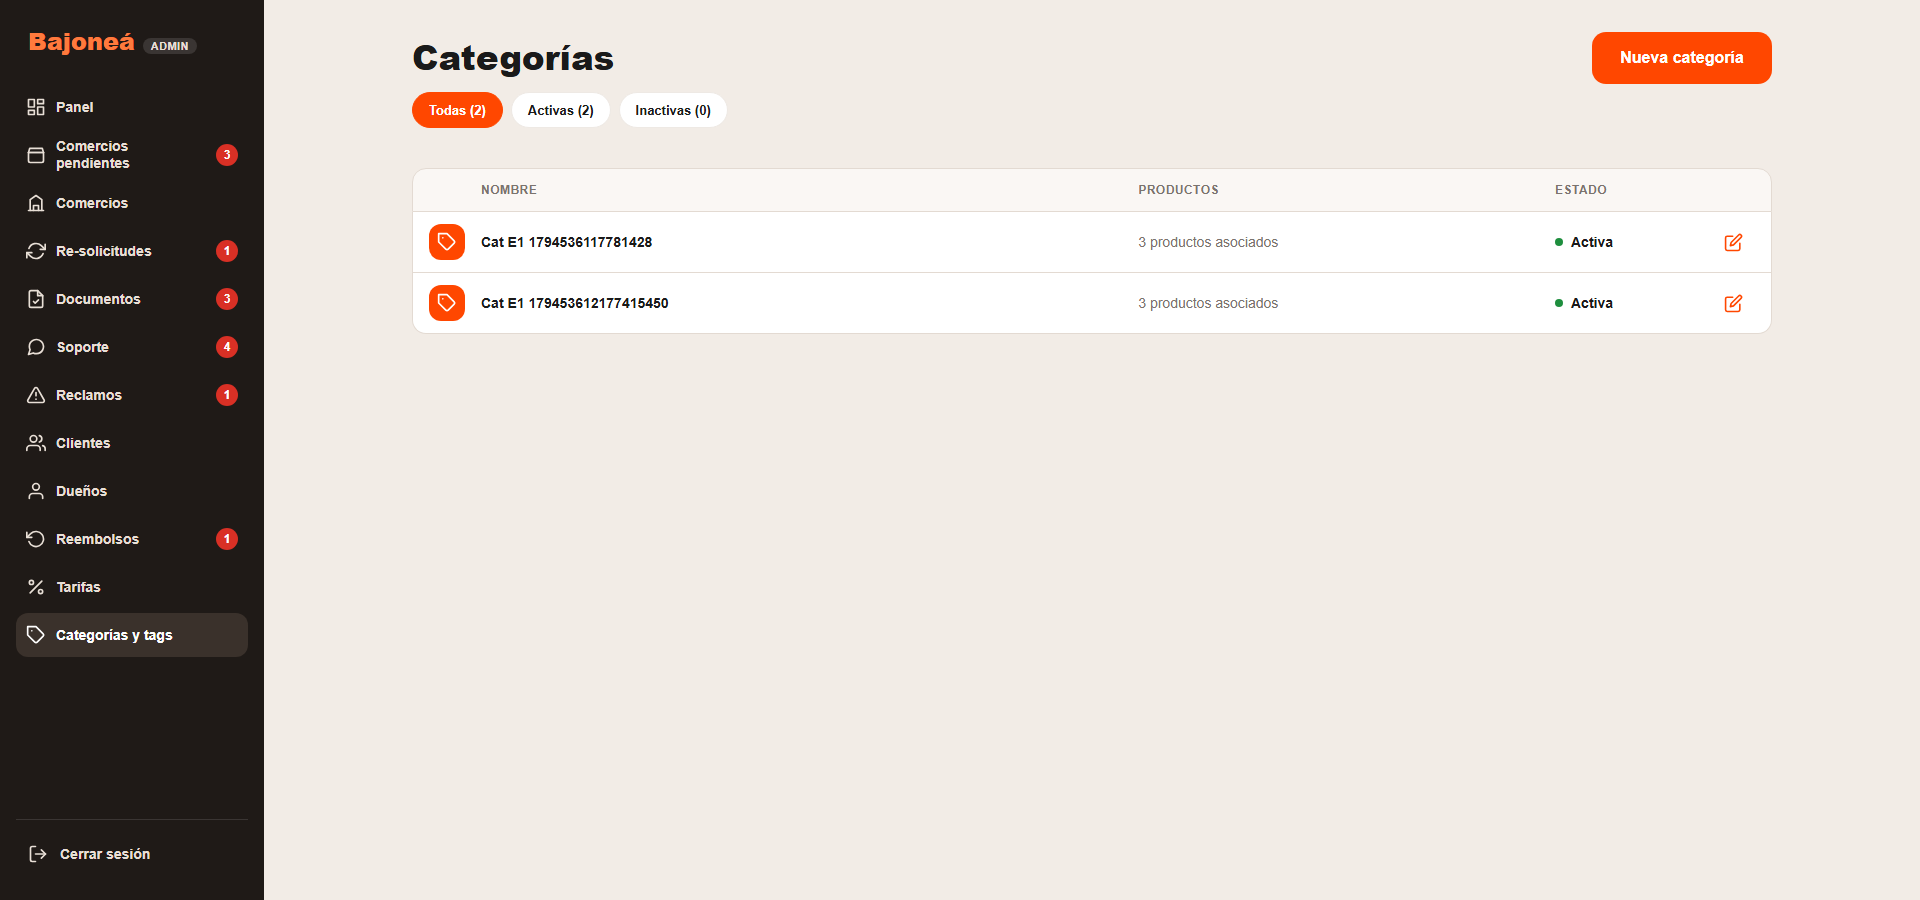 Bajoneá ADMIN
Panel
Comercios
pendientes 3
Comercios
Re-solicitudes 1
Documentos 3
Soporte 4
Reclamos 1
Clientes
Dueños
Reembolsos 1
Tarifas
Categorías y tags
Cerrar sesión
Categorías
Nueva categoría
Todas (2) Activas (2) Inactivas (0)
NOMBRE PRODUCTOS ESTADO
Cat E1 1794536117781428 3 productos asociados Activa
Cat E1 179453612177415450 3 productos asociados Activa